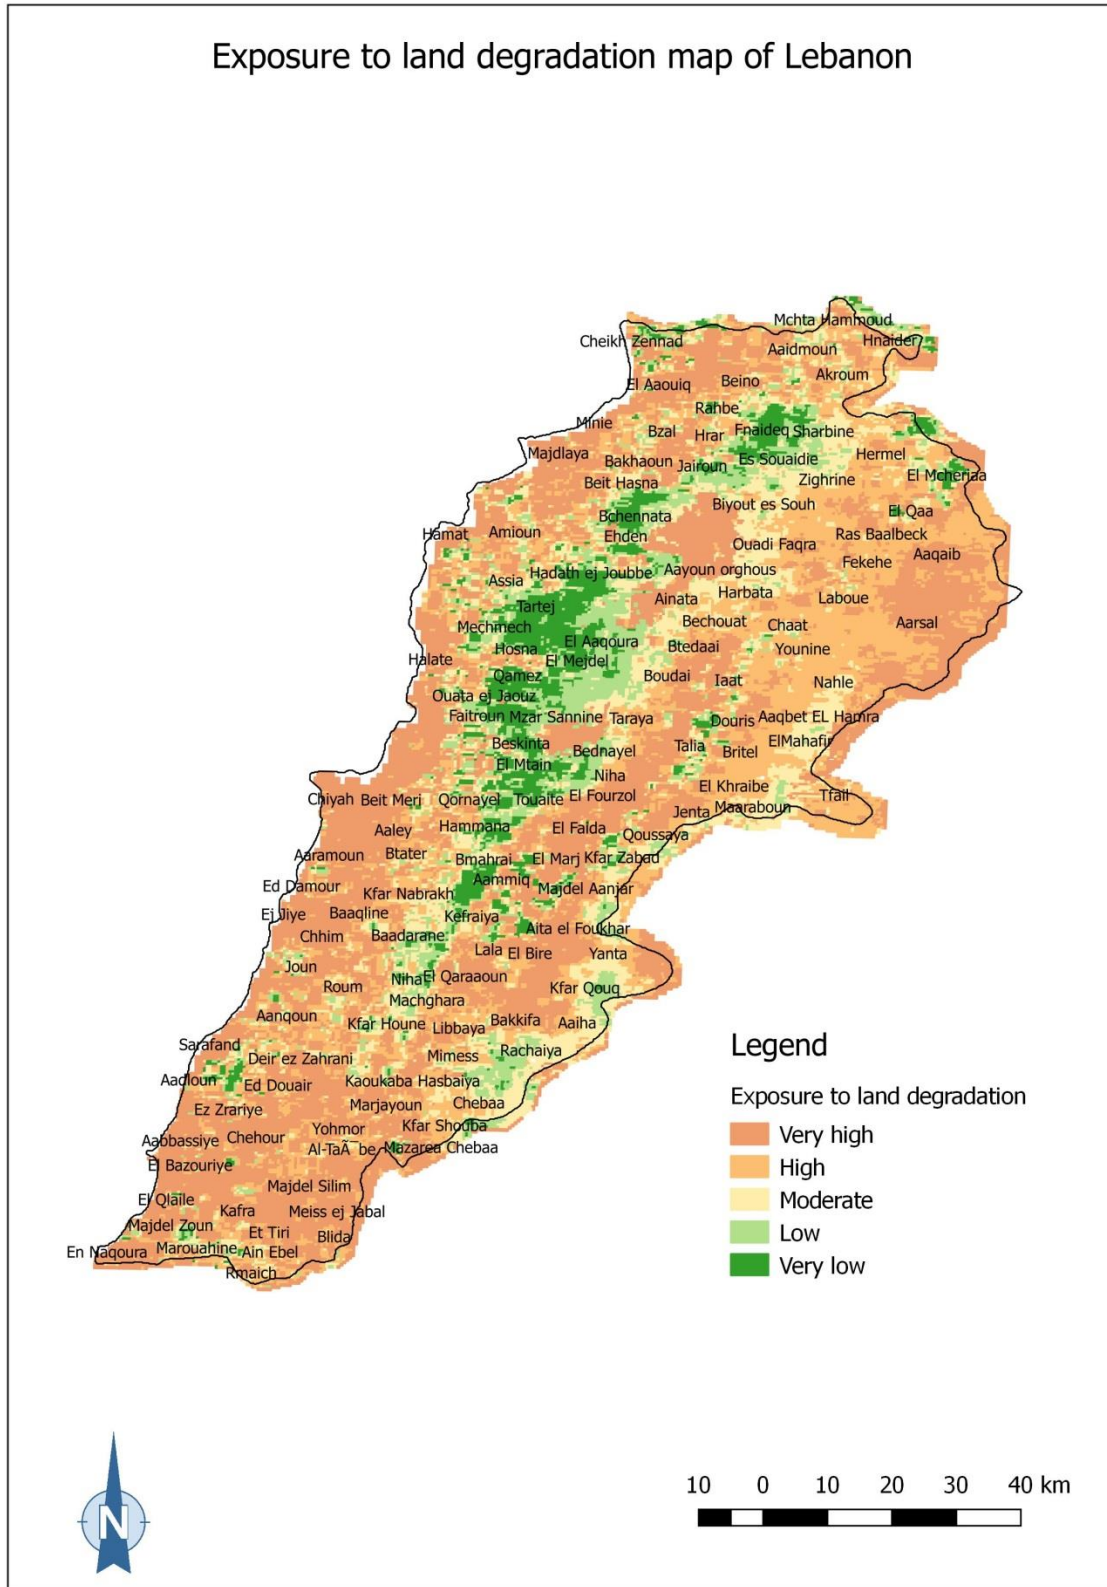 Exposure to land degradation map of Lebanon
Mchta Hammoud
Cheikh Zennad
Hnaider
Aaidmoun
Akroum
El Aaouiq
Beino
Rahbe
Minie
Bzal
Hrar
Fnaideq
Sharbine
Majdlaya
Hermel
Bakhaoun
Jairoun
Es Souaidie
El Mcheriaa
Beit Hasna
Zighrine
Biyout es Souh
El Qaa
Bchennata
Hamat
Amioun
Ehden
Ras Baalbeck
Ouadi Faqra
Aaqaib
Fekehe
Hadath ej Joubbe
Aayoun orghous
Assia
Harbata
Ainata
Laboue
Tartej
Bechouat
Chaat
Aarsal
Mechmech
El Aaqoura
Hosna
Btedaai
Younine
Halate
El Mejdel
Qamez
Boudai
Iaat
Nahle
Ouata ej Jaouz
Faitroun
Mzar Sannine
Taraya
Douris
Aaqbet EL Hamra
Beskinta
Bednayel
Talia
Britel
ElMahafir
El Mtain
Niha
El Khraibe
Chiyah
Beit Meri
Qornayel
Touaite
El Fourzol
Tfail
Jenta
Maaraboun
Aaley
Hammana
El Falda
Qoussaya
Aaramoun
Btater
Bmahrai
El Marj
Kfar Zabad
Ed Damour
Kfar Nabrakh
Aammiq
Majdel Aanjar
Ej Jiye
Baaqline
Kefraiya
Chhim
Baadarane
Aita el Foukhar
Lala
El Bire
Yanta
Joun
Niha
El Qaraaoun
Roum
Kfar Qouq
Machghara
Aanqoun
Kfar Houne
Libbaya
Bakkifa
Aaiha
Sarafand
Deir ez Zahrani
Mimess
Rachaiya
Aadloun
Ed Douair
Kaoukaba
Hasbaiya
Ez Zrariye
Marjayoun
Chebaa
Aabbassiye
Chehour
Yohmor
Kfar Shouba
Al-TaÃ¯be
Mazarea Chebaa
El Bazouriye
El Qlaile
Majdel Silim
Kafra
Meiss ej Jabal
Majdel Zoun
Et Tiri
Blida
En Naqoura
Marouahine
Ain Ebel
Rmaich
Legend
Exposure to land degradation
Very high
High
Moderate
Low
Very low
N
10 0 10 20 30 40 km